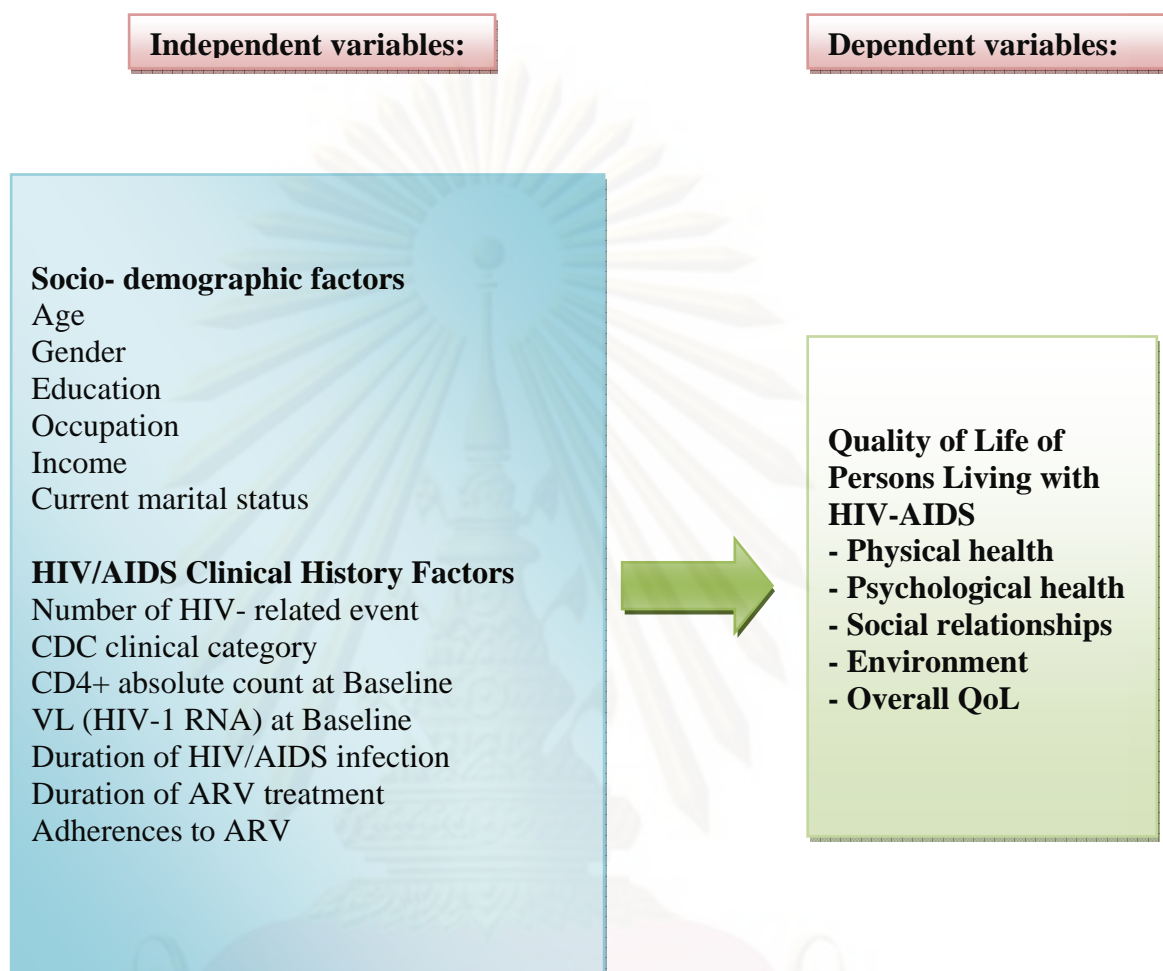 Independent variables:
Dependent variables:
Socio- demographic factors
Age
Gender
Education
Occupation
Income
Current marital status
HIV/AIDS Clinical History Factors
Number of HIV- related event
CDC clinical category
CD4+ absolute count at Baseline
VL (HIV-1 RNA) at Baseline
Duration of HIV/AIDS infection
Duration of ARV treatment
Adherences to ARV
Quality of Life of
Persons Living with
HIV-AIDS
- Physical health
- Psychological health
- Social relationships
- Environment
- Overall QoL